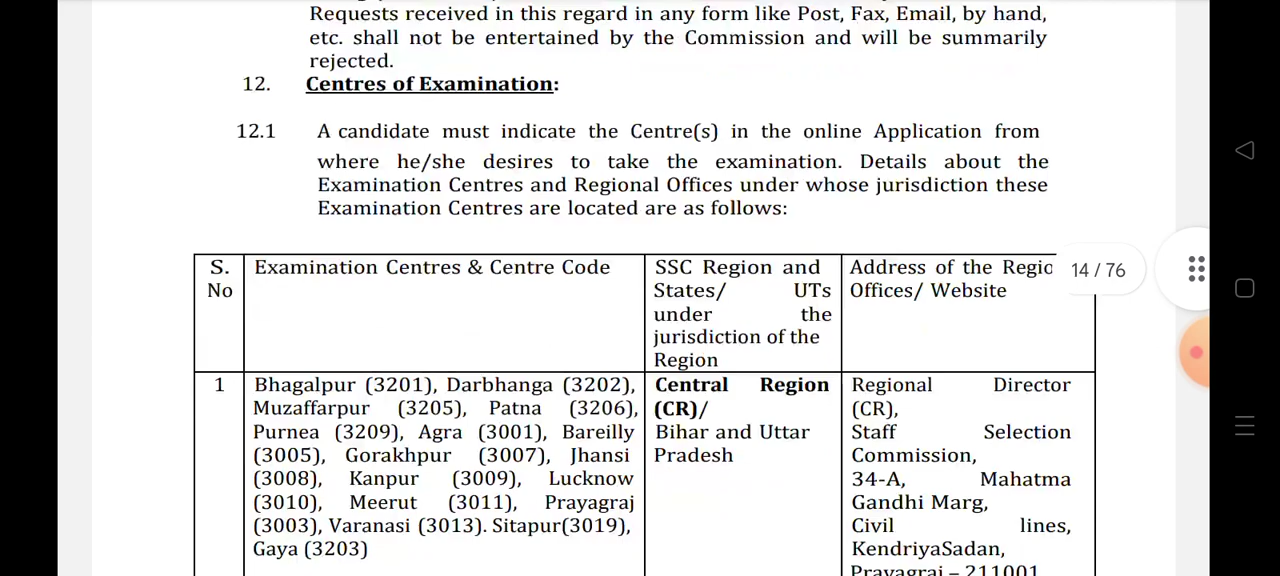 Requests received in this regard in any form like Post, Fax, Email, by hand,
etc. shall not be entertained by the Commission and will be summarily
rejected.
12. Centres of Examination:
12.1 A candidate must indicate the Centre(s) in the online Application from
where he/she desires to take the examination. Details about the
Examination Centres and Regional Offices under whose jurisdiction these
Examination Centres are located are as follows:
S.
No
Examination Centres & Centre Code
SSC Region and
States/ UTs
under the
jurisdiction of the
Region
Address of the Regio
Offices/ Website
14 / 76
1
Bhagalpur (3201), Darbhanga (3202),
Muzaffarpur (3205), Patna (3206),
Purnea (3209), Agra (3001), Bareilly
(3005), Gorakhpur (3007), Jhansi
(3008), Kanpur (3009), Lucknow
(3010), Meerut (3011), Prayagraj
(3003), Varanasi (3013). Sitapur(3019),
Gaya (3203)
Central Region
(CR)/
Bihar and Uttar
Pradesh
Regional Director
(CR),
Staff Selection
Commission,
34-A, Mahatma
Gandhi Marg,
Civil lines,
KendriyaSadan,
Prayagraj – 211001